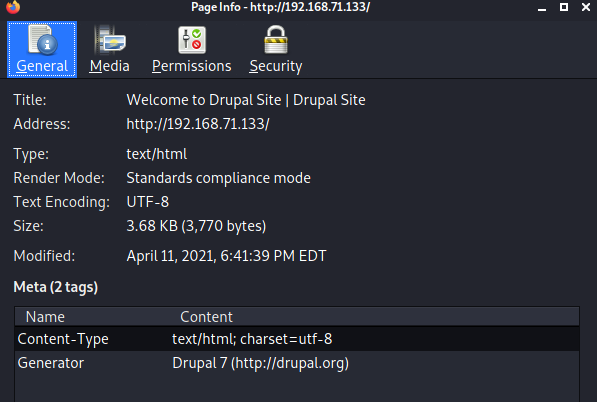 Page Info - http://192.168.71.133/
General Media Permissions Security
Title: Welcome to Drupal Site | Drupal Site
Address: http://192.168.71.133/
Type: text/html
Render Mode: Standards compliance mode
Text Encoding: UTF-8
Size: 3.68 KB (3,770 bytes)
Modified: April 11, 2021, 6:41:39 PM EDT
Meta (2 tags)
Name Content
Content-Type text/html; charset=utf-8
Generator Drupal 7 (http://drupal.org)